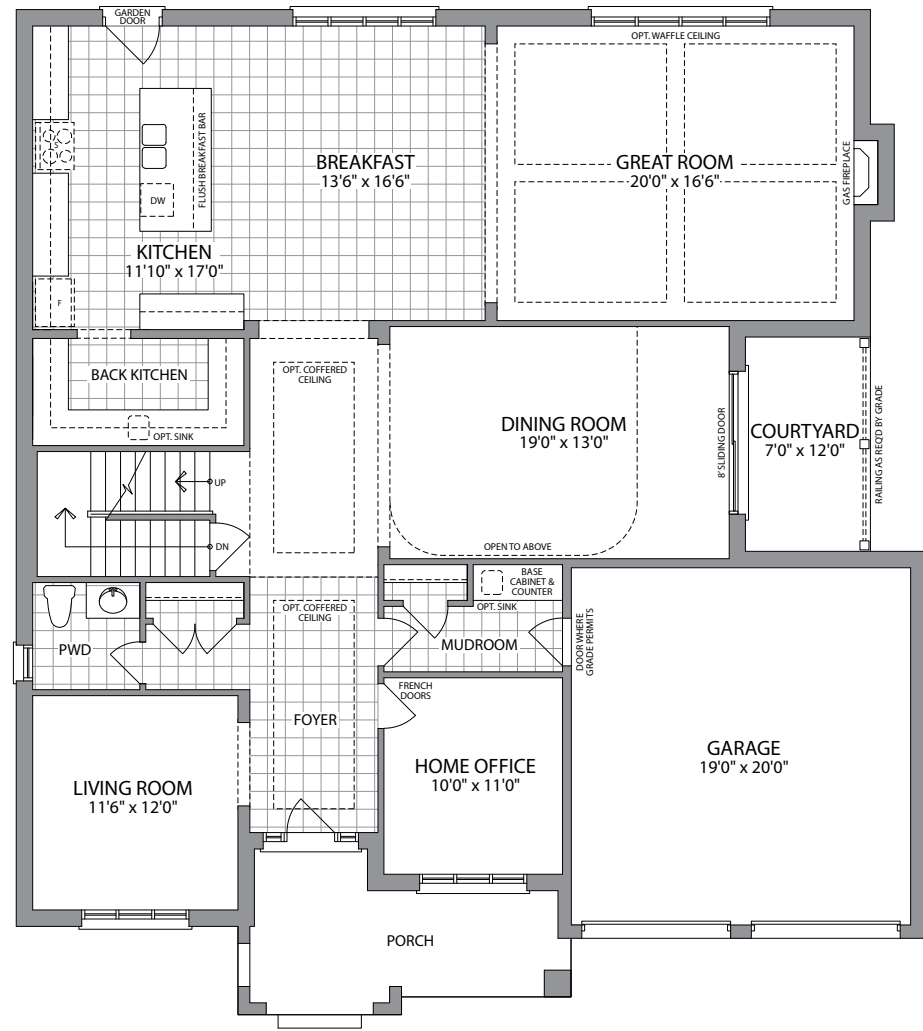 GARDEN
DOOR
OPT. WAFFLE CEILING
S
FLUSH BREAKFAST BAR
DW
BREAKFAST
13'6" x 16'6"
GREAT ROOM
20'0" x 16'6"
GAS FIREPLACE
KITCHEN
11'10" x 17'0"
F
BACK KITCHEN
OPT. SINK
OPT. COFFERED
CEILING
DINING ROOM
19'0" x 13'0"
8' SLIDING DOOR
COURTYARD
7'0" x 12'0"
RAILING AS REQ'D BY GRADE
UP
DN
OPEN TO ABOVE
BASE
CABINET &
COUNTER
OPT. SINK
OPT. COFFERED
CEILING
PWD
MUDROOM
DOOR WHERE
GRADE PERMITS
FRENCH
DOORS
FOYER
LIVING ROOM
11'6" x 12'0"
HOME OFFICE
10'0" x 11'0"
GARAGE
19'0" x 20'0"
PORCH